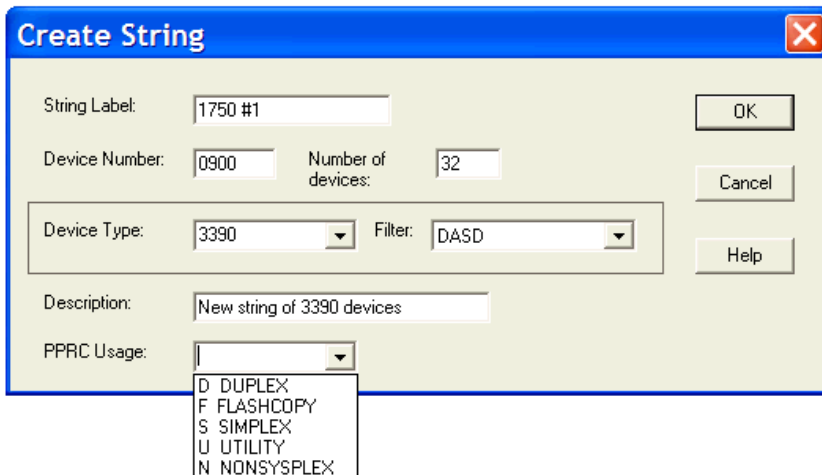 Create String
String Label: 1750 #1 OK
Device Number: 0900 Number of devices: 32
Cancel
Device Type: 3390 Filter: DASD
Help
Description: New string of 3390 devices
PPRC Usage:
D DUPLEX
F FLASHCOPY
S SIMPLEX
U UTILITY
N NONSYSPLEX